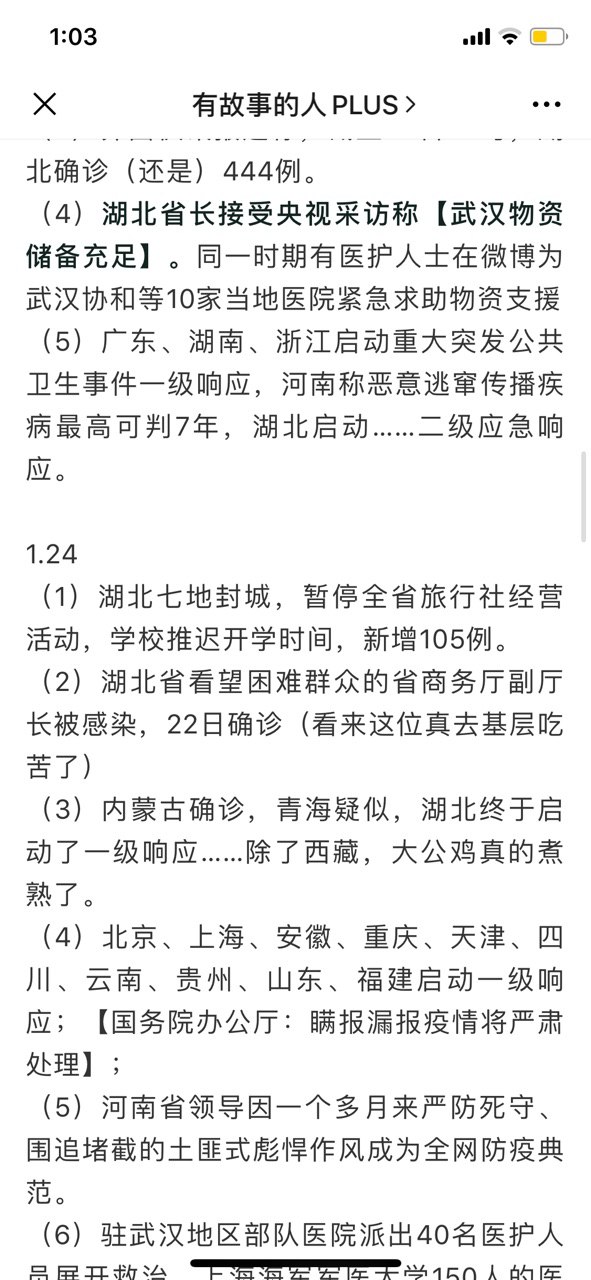 1:03
有故事的人 PLUS >
北确诊（还是）444例。
（4）湖北省长接受央视采访称【武汉物资
储备充足】。同一时期有医护人士在微博为
武汉协和等10家当地医院紧急求助物资支援
（5）广东、湖南、浙江启动重大突发公共
卫生事件一级响应，河南称恶意逃窜传播疾
病最高可判7年，湖北启动……二级应急响
应。
1.24
（1）湖北七地封城，暂停全省旅行社经营
活动，学校推迟开学时间，新增105例。
（2）湖北省看望困难群众的省商务厅副厅
长被感染，22日确诊（看来这位真去基层吃
苦了）
（3）内蒙古确诊，青海疑似，湖北终于启
动了一级响应……除了西藏，大公鸡真的煮
熟了。
（4）北京、上海、安徽、重庆、天津、四
川、云南、贵州、山东、福建启动一级响
应；【国务院办公厅：瞒报漏报疫情将严肃
处理】；
（5）河南省领导因一个多月来严防死守、
围追堵截的土匪式彪悍作风成为全网防疫典
范。
（6）驻武汉地区部队医院派出40名医护人
员展开救治，上海海军军医大学150人的医